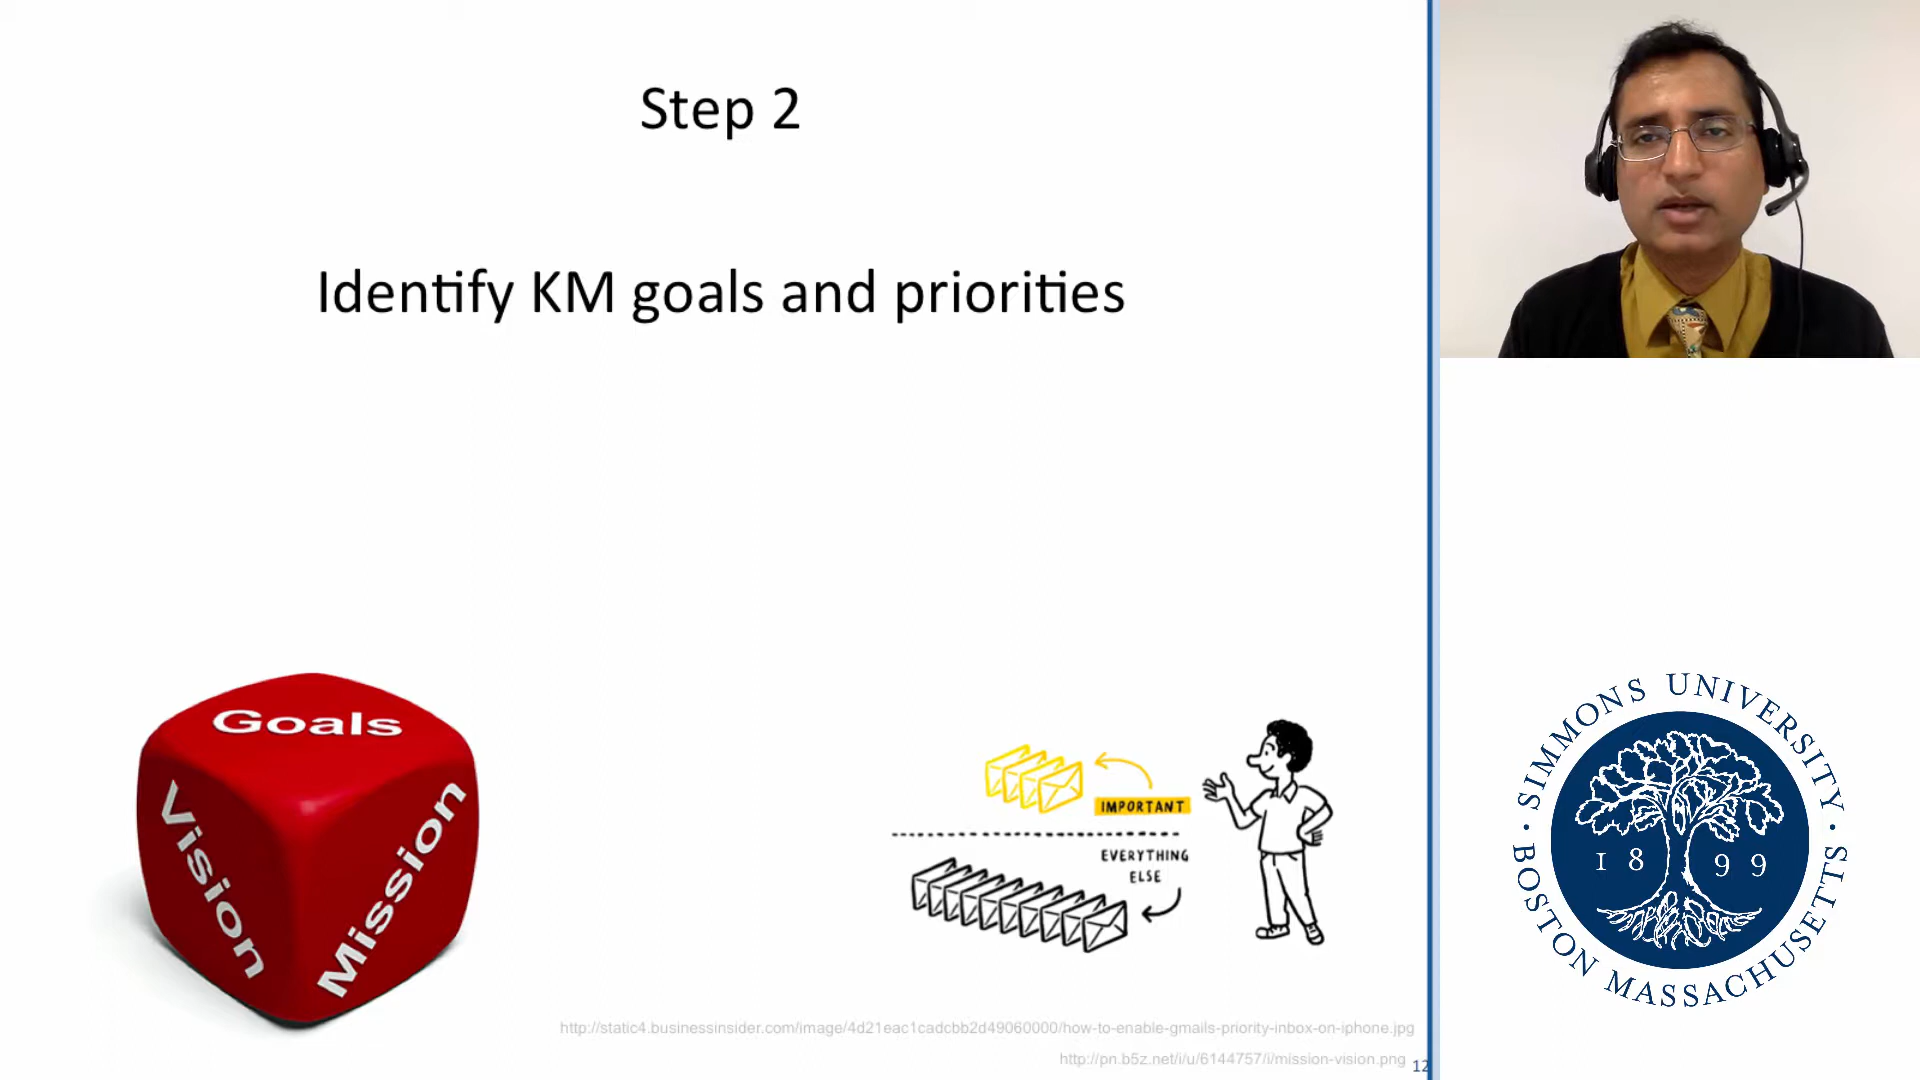 Step 2
Identify KM goals and priorities
Goals
Vision
Mission
IMPORTANT
EVERYTHING
ELSE
http://static4.businessinsider.com/image/4d21eac1cadcbb2d49060000/how-to-enable-gmails-priority-inbox-on-iphone.jpg
http://pn.b5z.net/i/u/6144757/i/mission-vision.png
12
SIMMONS UNIVERSITY
1899
BOSTON MASSACHUSETTS